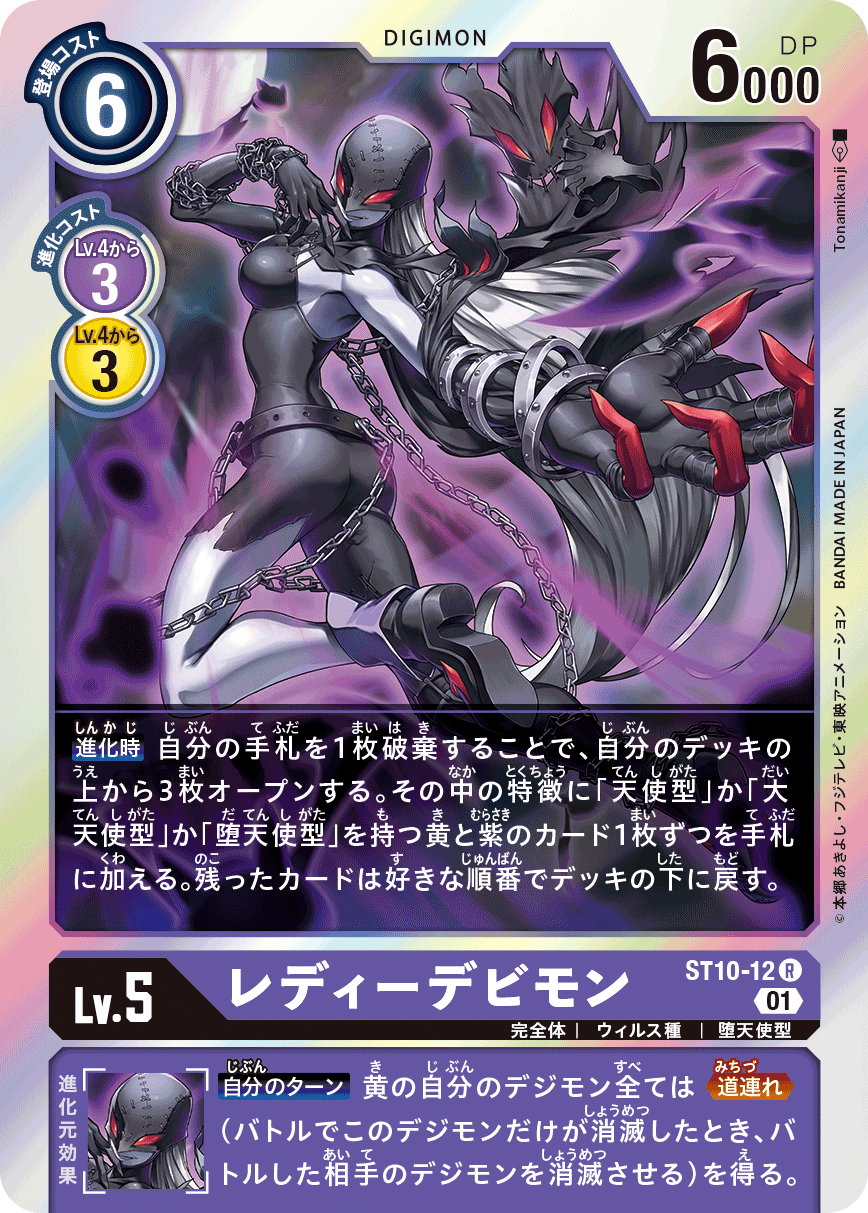 DIGIMON
登場コスト
6
DP
6000
進化コスト
Lv.4から
3
Lv.4から
3
Tonamikanji
©本郷あきよし・フジテレビ・東映アニメーション BANDAI MADE IN JAPAN
進化時 自分の手札を1枚破棄することで、自分のデッキの
上から3枚オープンする。その中の特徴に「天使型」か「大
天使型」か「堕天使型」を持つ黄と紫のカード1枚ずつを手札
に加える。残ったカードは好きな順番でデッキの下に戻す。
Lv.5
レディーデビモン
ST10-12 R
01
完全体 | ウィルス種 | 堕天使型
進化元効果
自分のターン 黄の自分のデジモン全ては 道連れ
(バトルでこのデジモンだけが消滅したとき、バ
トルした相手のデジモンを消滅させる)を得る。